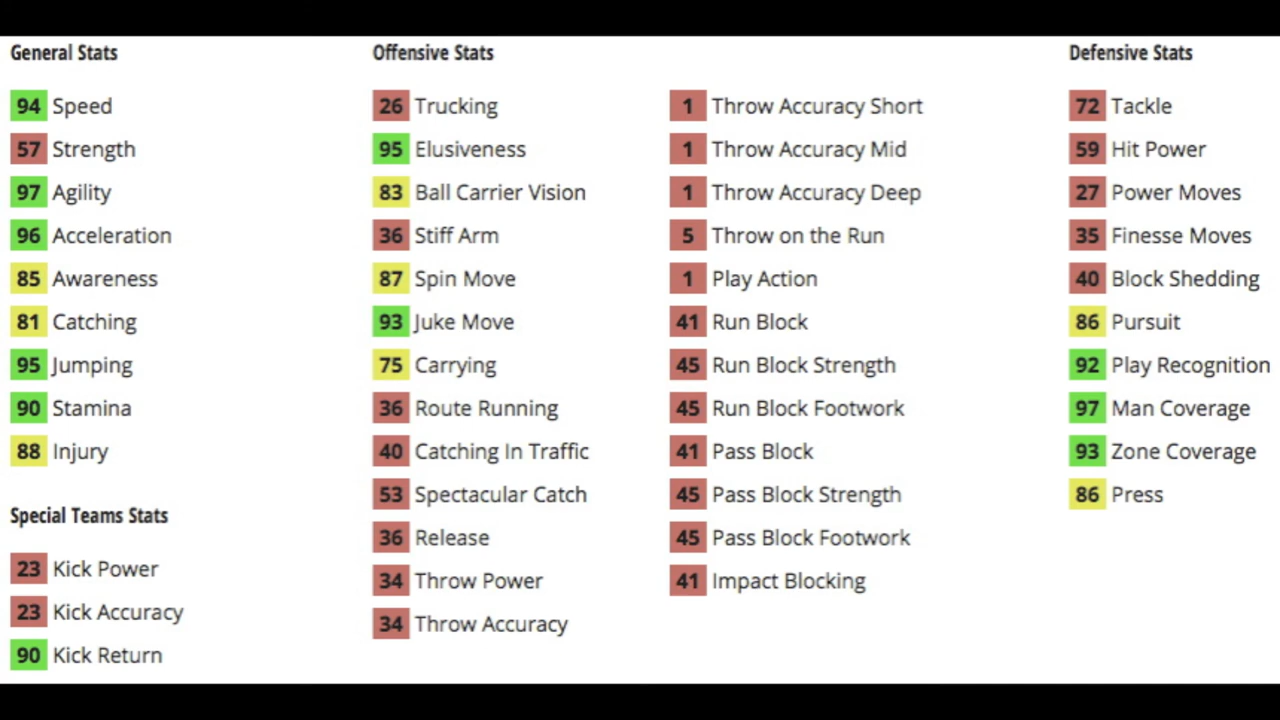 General Stats
94 Speed
57 Strength
97 Agility
96 Acceleration
85 Awareness
81 Catching
95 Jumping
90 Stamina
88 Injury
Special Teams Stats
23 Kick Power
23 Kick Accuracy
90 Kick Return
Offensive Stats
26 Trucking
95 Elusiveness
83 Ball Carrier Vision
36 Stiff Arm
87 Spin Move
93 Juke Move
75 Carrying
36 Route Running
40 Catching In Traffic
53 Spectacular Catch
36 Release
34 Throw Power
34 Throw Accuracy
1 Throw Accuracy Short
1 Throw Accuracy Mid
1 Throw Accuracy Deep
5 Throw on the Run
1 Play Action
41 Run Block
45 Run Block Strength
45 Run Block Footwork
41 Pass Block
45 Pass Block Strength
45 Pass Block Footwork
41 Impact Blocking
Defensive Stats
72 Tackle
59 Hit Power
27 Power Moves
35 Finesse Moves
40 Block Shedding
86 Pursuit
92 Play Recognition
97 Man Coverage
93 Zone Coverage
86 Press